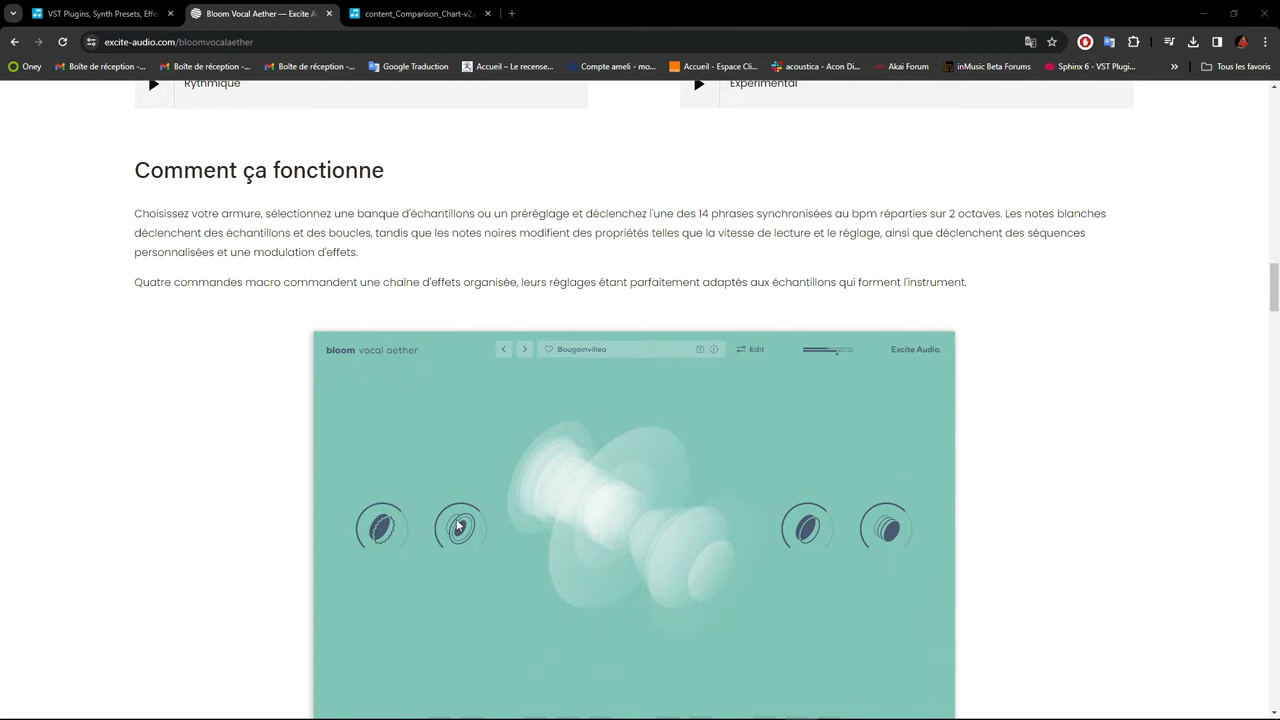 VST Plugins, Synth Presets, Effe
Bloom Vocal Aether — Excite A
content_Comparison_Chart-v2.
excite-audio.com/bloomvocalaether
Oney
Boîte de réception -...
Boîte de réception -...
Boîte de réception -...
Google Traduction
Accueil – Le recense...
Compte ameli - mo...
Accueil - Espace Cli...
acoustica - Acon Di...
Akai Forum
inMusic Beta Forums
Sphinx 6 - VST Plugi...
Tous les favoris
Rythmique
Expérimental
Comment ça fonctionne
Choisissez votre armure, sélectionnez une banque d'échantillons ou un préréglage et déclenchez l'une des 14 phrases synchronisées au bpm réparties sur 2 octaves. Les notes blanches
déclenchent des échantillons et des boucles, tandis que les notes noires modifient des propriétés telles que la vitesse de lecture et le réglage, ainsi que déclenchent des séquences
personnalisées et une modulation d'effets.
Quatre commandes macro commandent une chaîne d'effets organisée, leurs réglages étant parfaitement adaptés aux échantillons qui forment l'instrument.
bloom vocal aether
Bougainvillea
Edit
Excite Audio.